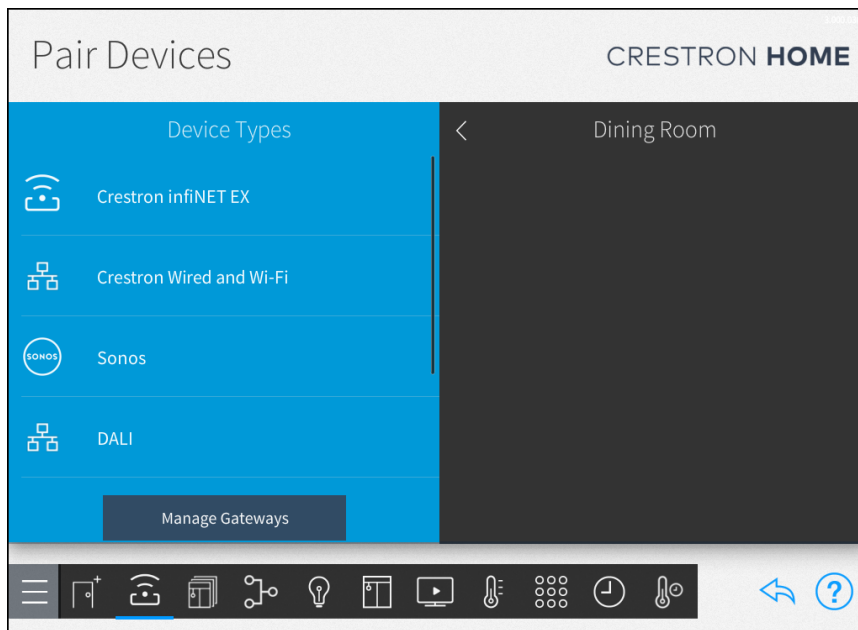 Pair Devices
CRESTRON HOME
Device Types
Dining Room
Crestron infiNET EX
Crestron Wired and Wi-Fi
SONOS
Sonos
DALI
Manage Gateways
?